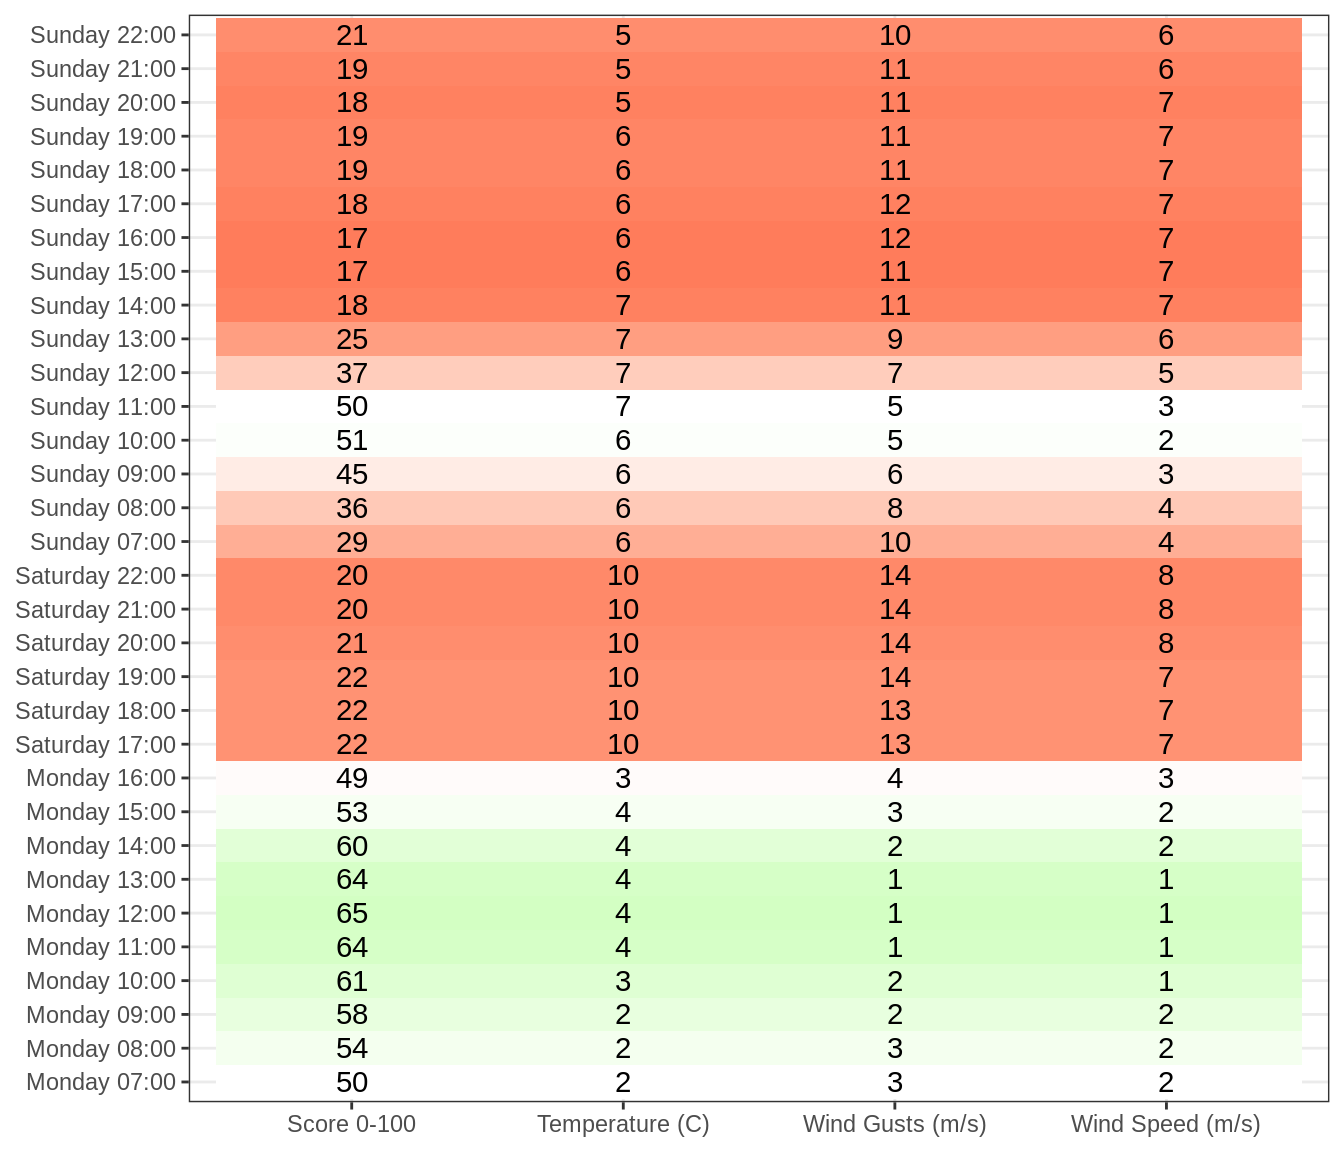 Sunday 22:00 21 5 10 6
Sunday 21:00 19 5 11 6
Sunday 20:00 18 5 11 7
Sunday 19:00 19 6 11 7
Sunday 18:00 19 6 11 7
Sunday 17:00 18 6 12 7
Sunday 16:00 17 6 12 7
Sunday 15:00 17 6 11 7
Sunday 14:00 18 7 11 7
Sunday 13:00 25 7 9 6
Sunday 12:00 37 7 7 5
Sunday 11:00 50 7 5 3
Sunday 10:00 51 6 5 2
Sunday 09:00 45 6 6 3
Sunday 08:00 36 6 8 4
Sunday 07:00 29 6 10 4
Saturday 22:00 20 10 14 8
Saturday 21:00 20 10 14 8
Saturday 20:00 21 10 14 8
Saturday 19:00 22 10 14 7
Saturday 18:00 22 10 13 7
Saturday 17:00 22 10 13 7
Monday 16:00 49 3 4 3
Monday 15:00 53 4 3 2
Monday 14:00 60 4 2 2
Monday 13:00 64 4 1 1
Monday 12:00 65 4 1 1
Monday 11:00 64 4 1 1
Monday 10:00 61 3 2 1
Monday 09:00 58 2 2 2
Monday 08:00 54 2 3 2
Monday 07:00 50 2 3 2
Score 0-100 Temperature (C) Wind Gusts (m/s) Wind Speed (m/s)